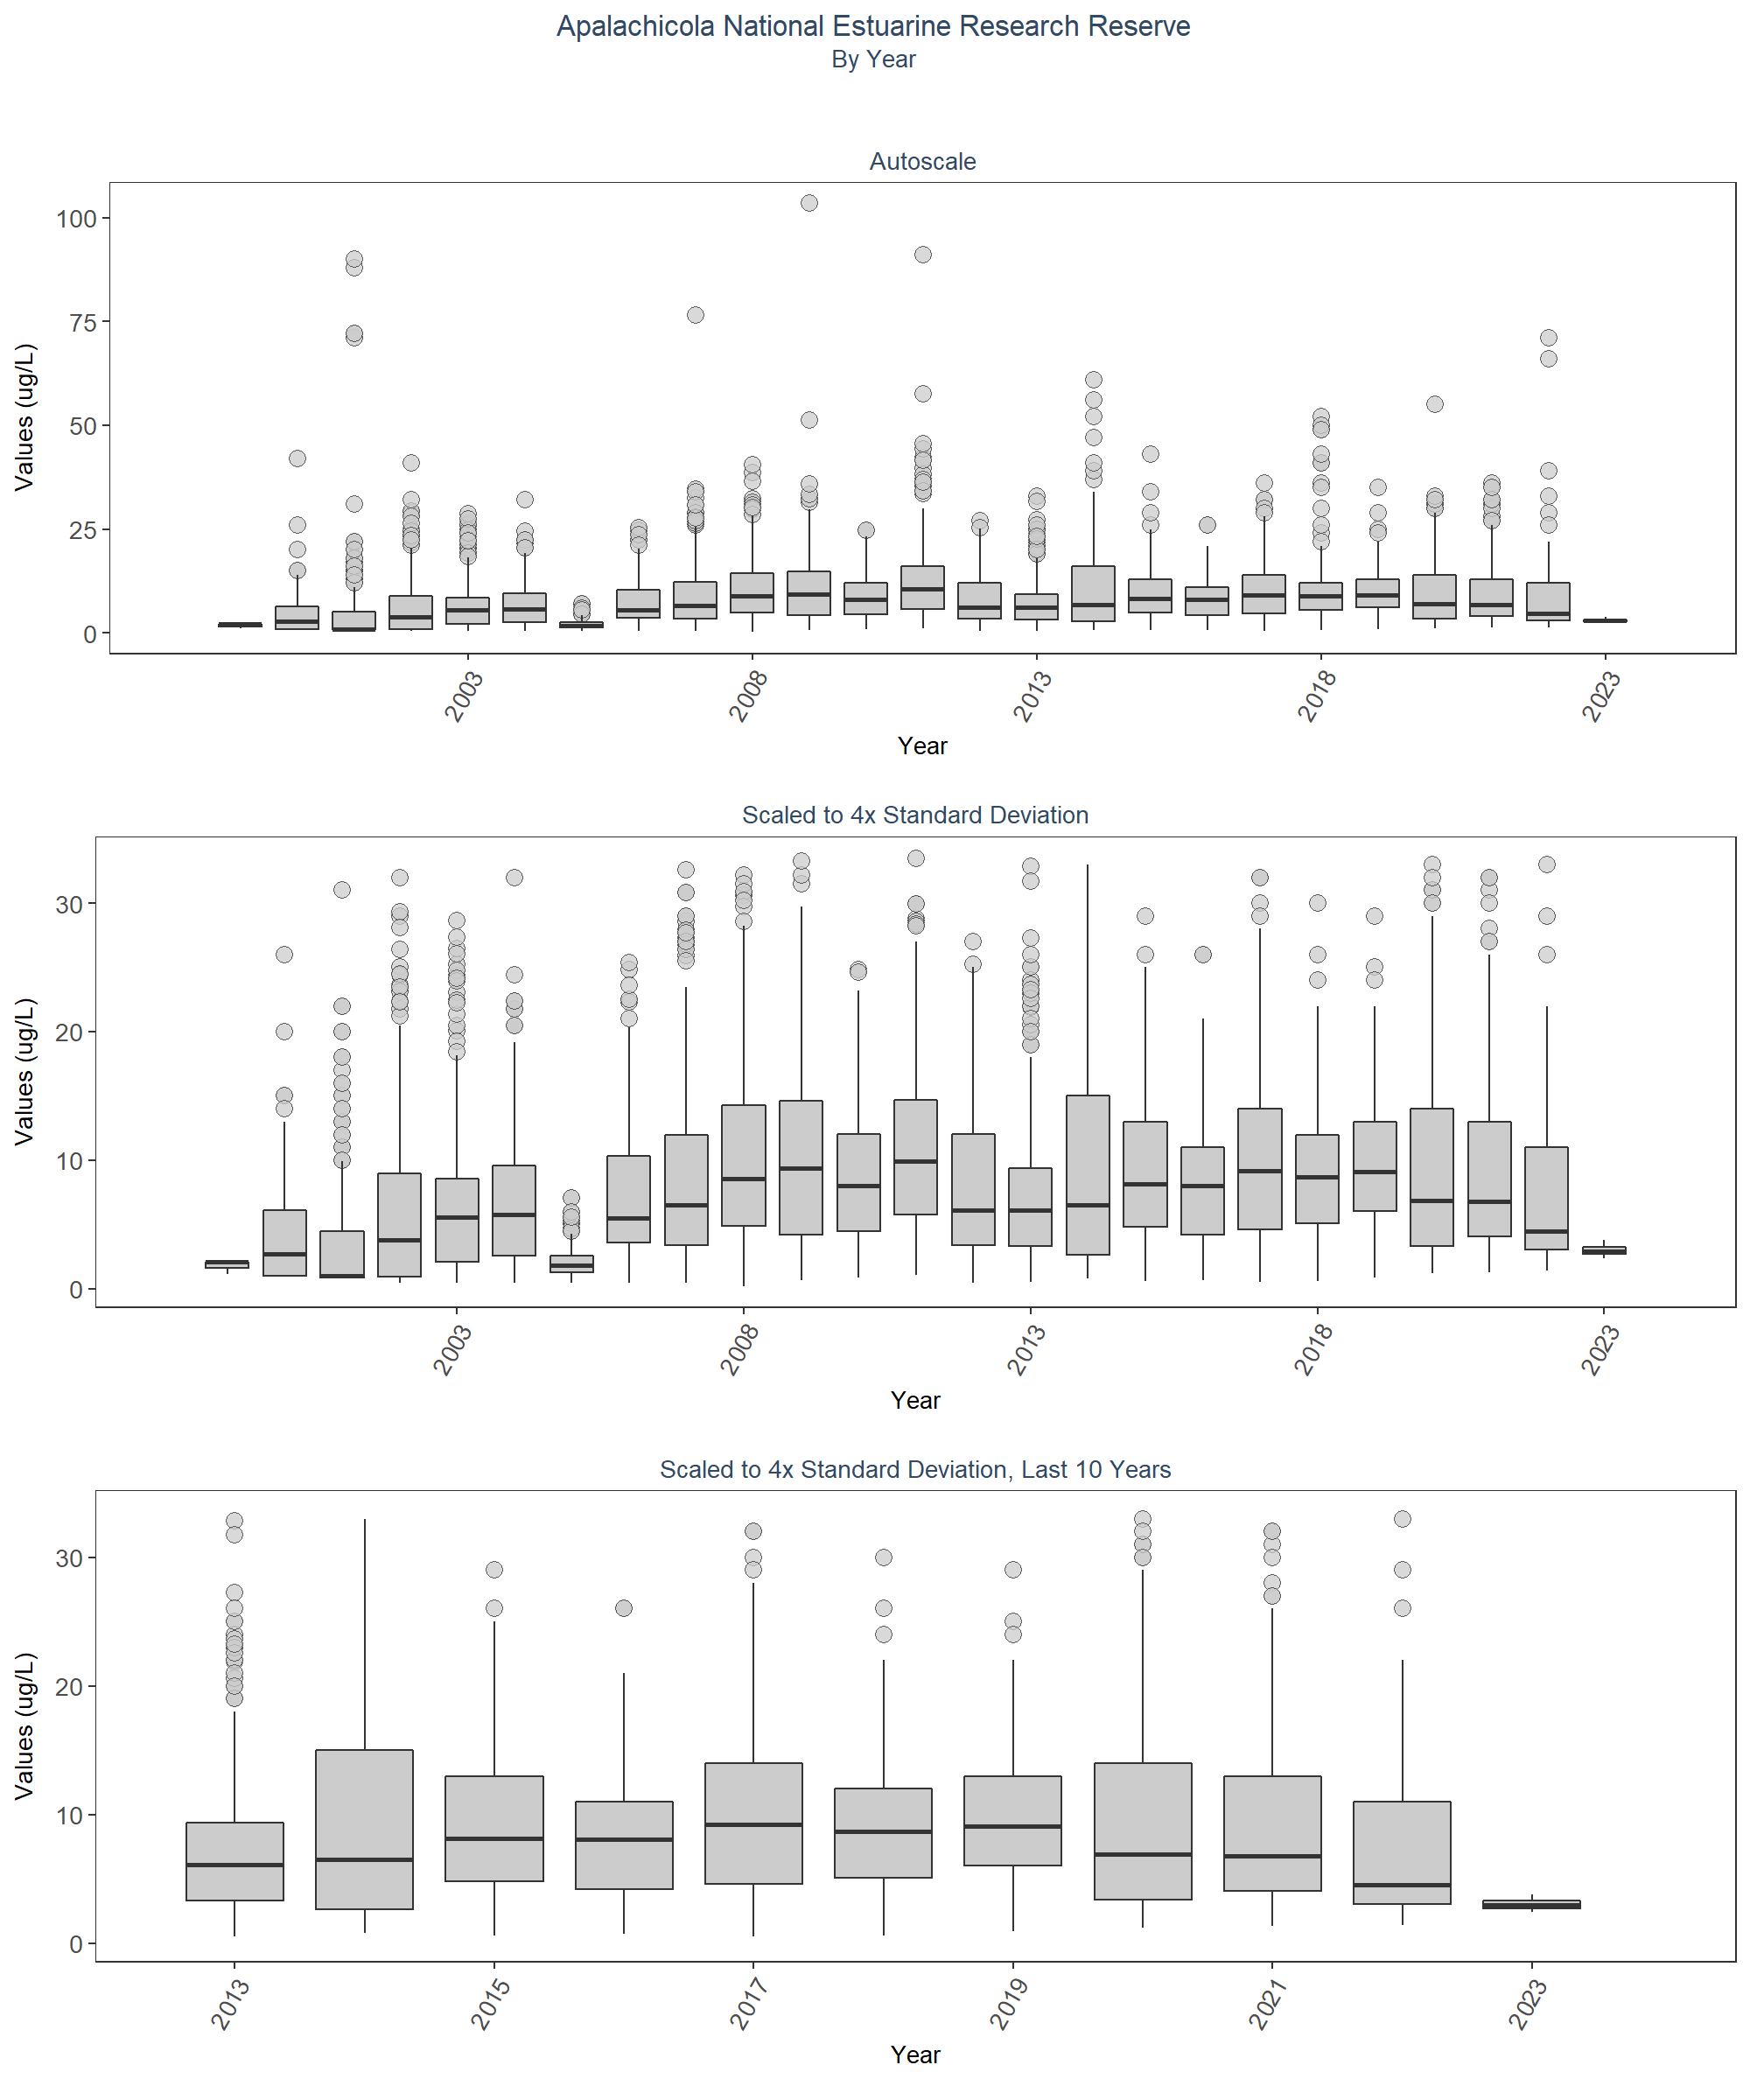 Apalachicola National Estuarine Research Reserve
By Year
Autoscale
Values (ug/L)
100
75
50
25
0
2003
2008
2013
2018
2023
Year
Scaled to 4x Standard Deviation
Values (ug/L)
30
20
10
0
2003
2008
2013
2018
2023
Year
Scaled to 4x Standard Deviation, Last 10 Years
Values (ug/L)
30
20
10
0
2013
2015
2017
2019
2021
2023
Year